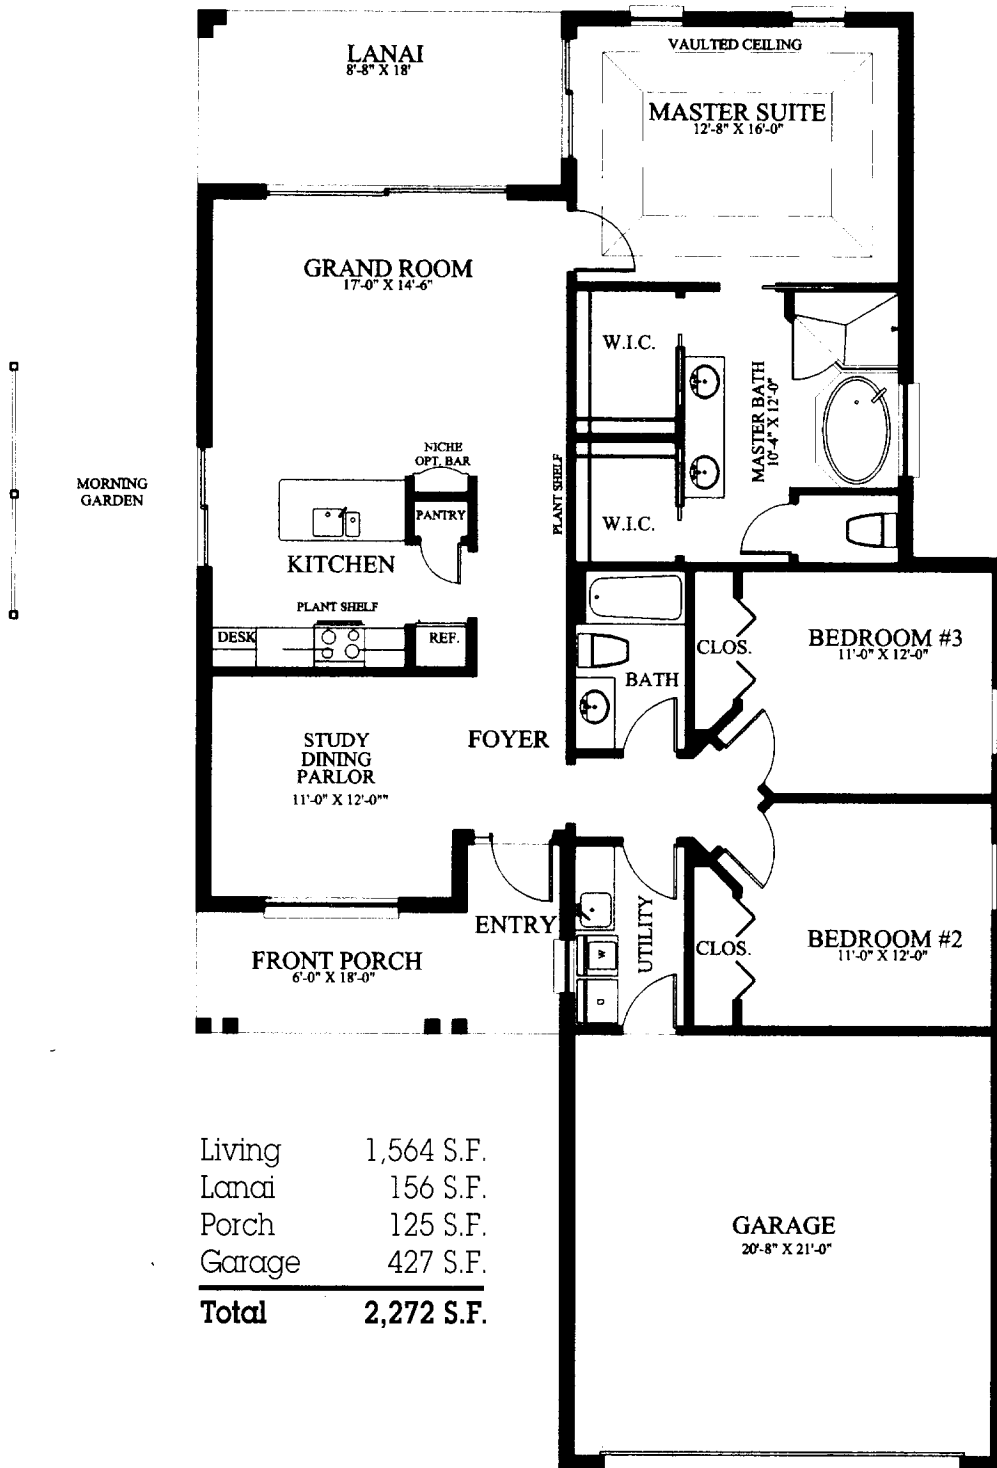 LANAI
8'-8" X 18'
VAULTED CEILING
MASTER SUITE
12'-8" X 16'-0"
GRAND ROOM
17'-0" X 14'-6"
W.I.C.
MASTER BATH
10'-4" X 12'-0"
NICHE
OPT. BAR
MORNING
GARDEN
PANTRY
PLANT SHELF
W.I.C.
KITCHEN
PLANT SHELF
DESK
REF.
CLOS.
BEDROOM #3
11'-0" X 12'-0"
BATH
FOYER
STUDY
DINING
PARLOR
11'-0" X 12'-0""
ENTRY
UTILITY
W
D
CLOS.
BEDROOM #2
11'-0" X 12'-0"
FRONT PORCH
6'-0" X 18'-0"
Living 1,564 S.F.
Lanai 156 S.F.
Porch 125 S.F.
Garage 427 S.F.
Total 2,272 S.F.
GARAGE
20'-8" X 21'-0"